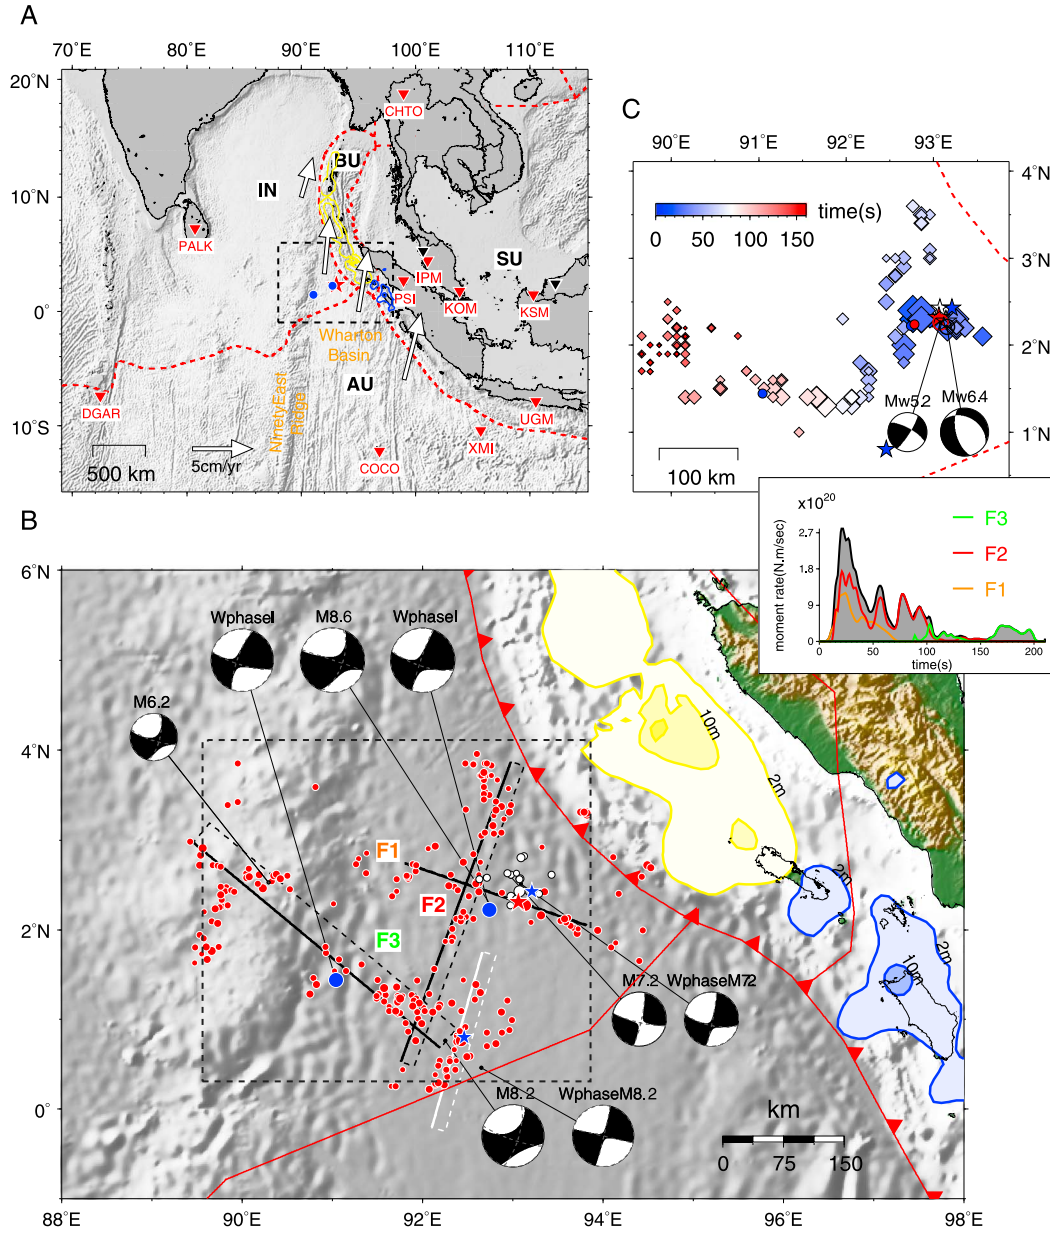 A
70°E
80°E
90°E
100°E
110°E
20°N
10°N
0°
10°S
CHTO
BU
IN
PALK
SU
IPM
PSI
KOM
KSM
Wharton
Basin
AU
NinetyEast
Ridge
DGAR
UGM
XMI
COCO
500 km
5cm/yr
C
90°E
91°E
92°E
93°E
4°N
3°N
2°N
1°N
time(s)
0
50
100
150
Mw5.2
Mw6.4
100 km
x10²⁰
moment rate(N.m/sec)
2.7
1.8
9
0
F3
F2
F1
0
50
100
150
200
time(s)
B
6°N
4°N
2°N
0°
88°E
90°E
92°E
94°E
96°E
98°E
WphaseI
M8.6
WphaseI
M6.2
10m
2m
F1
F2
F3
2m
2m
10m
M7.2
WphaseM72
M8.2
WphaseM8.2
km
0
75
150